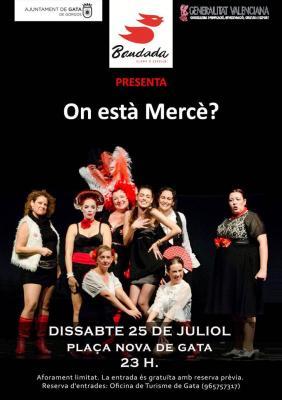 AJUNTAMENT DE GATA
DE GORGOS
GENERALITAT VALENCIANA
Bandada
PRESENTA
On està Mercè?
DISSABTE 25 DE JULIOL
PLAÇA NOVA DE GATA
23 H.
Aforament limitat. La entrada és gratuïta amb reserva prèvia.
Reserva d'entrades: Oficina de Turisme de Gata (965757317)